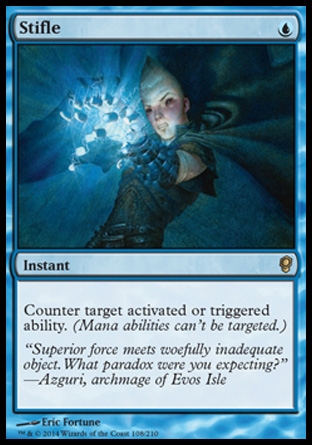 Stifle
Instant
Counter target activated or triggered
ability. (Mana abilities can't be targeted.)
“Superior force meets woefully inadequate
object. What paradox were you expecting?”
—Azguri, archmage of Evos Isle
Eric Fortune
™ & © 2014 Wizards of the Coast 108/210